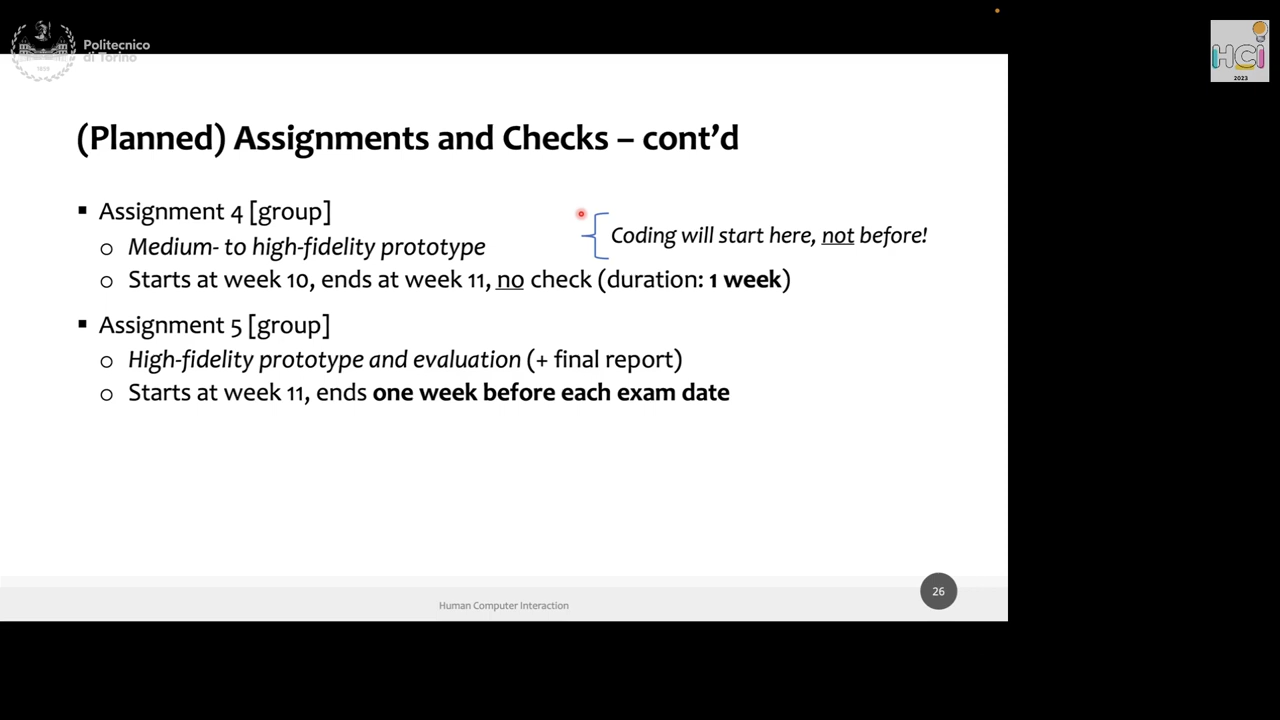 Politecnico
di Torino
HCI
2023
(Planned) Assignments and Checks – cont’d
▪ Assignment 4 [group]
o Medium- to high-fidelity prototype
Coding will start here, not before!
o Starts at week 10, ends at week 11, no check (duration: 1 week)
▪ Assignment 5 [group]
o High-fidelity prototype and evaluation (+ final report)
o Starts at week 11, ends one week before each exam date
Human Computer Interaction
26